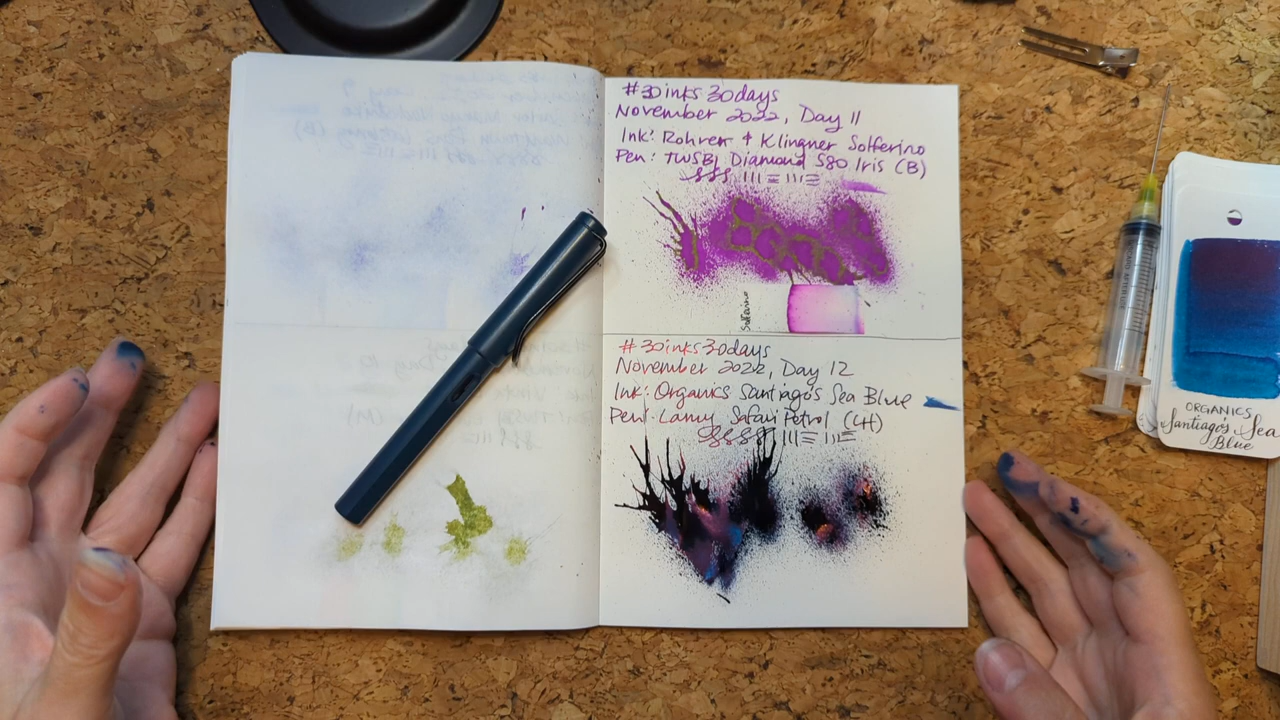 #30inks30days
November 2022, Day 11
Ink: Rohrer & Klingner Solferino
Pen: TWSBI Diamond 580 Iris (B)
Solferino
#30inks30days
November 2022, Day 12
Ink: Organics Santiago's Sea Blue
Pen: Lamy Safari Petrol (LH)
ORGANICS
Santiago's Sea
Blue